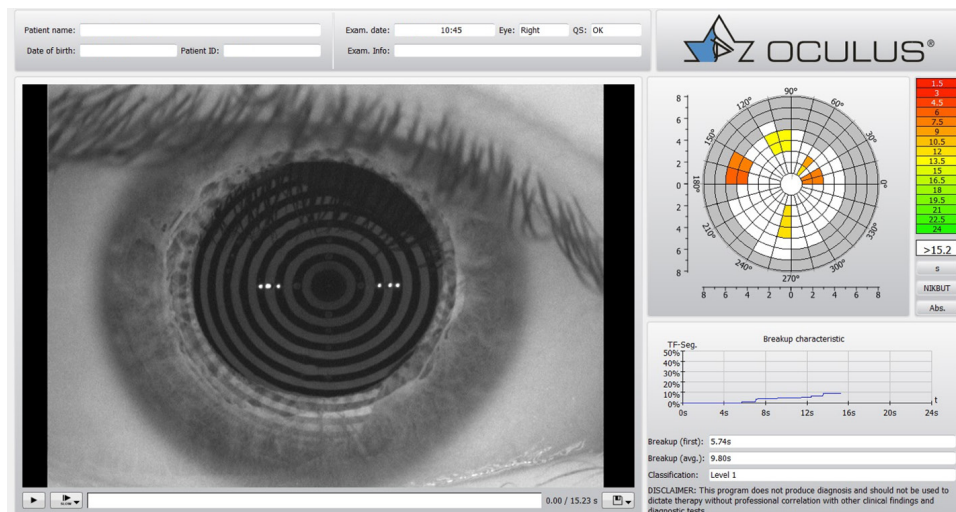 Patient name:
Exam. date: 10:45 Eye: Right QS: OK
Date of birth: Patient ID:
Exam. Info:
OCULUS®
8
6
4
2
0
2
4
6
8
90°
120°
60°
150°
30°
180°
0°
210°
330°
240°
300°
270°
8 6 4 2 0 2 4 6 8
1.5
3
4.5
6
7.5
9
10.5
12
13.5
15
16.5
18
19.5
21
22.5
24
>15.2
s
NIKBUT
Abs.
0.00 / 15.23 s
Breakup characteristic
TF-Seg.
50%
40%
30%
20%
10%
0%
0s 4s 8s 12s 16s 20s 24s
t
Breakup (first): 5.74s
Breakup (avg.): 9.80s
Classification: Level 1
DISCLAIMER: This program does not produce diagnosis and should not be used to
dictate therapy without professional correlation with other clinical findings and
diagnostic tests.